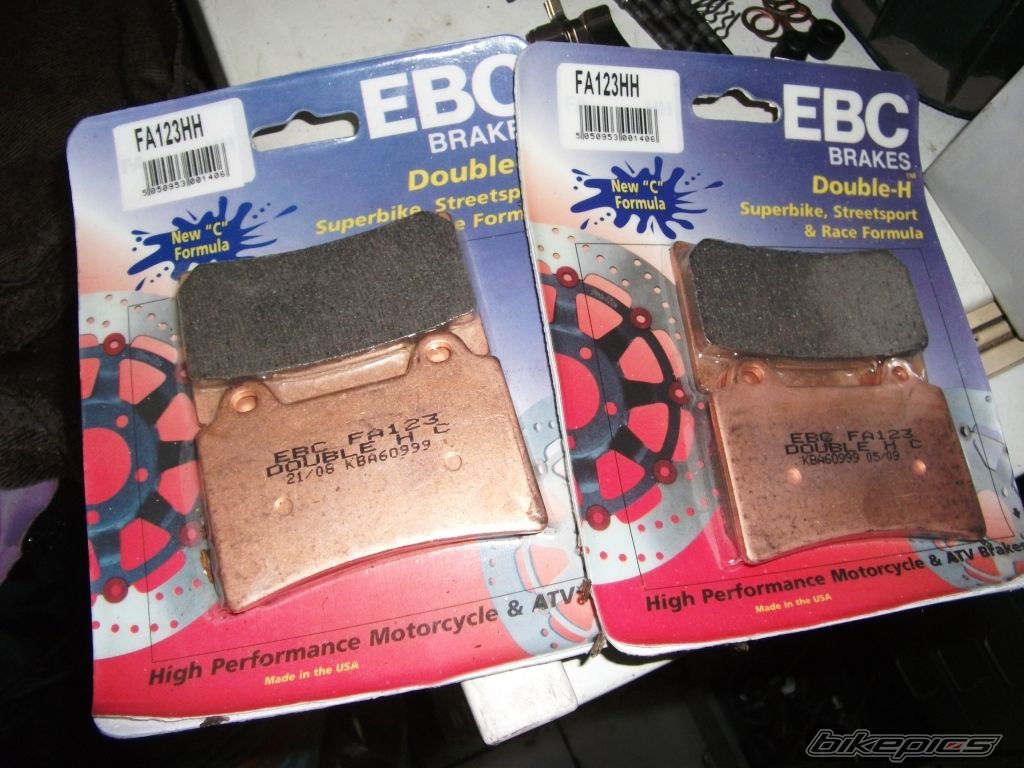 FA123HH
5 050953 001406
EBC
BRAKE
Double-
Superbike, Streetsport
e Form
New "C"
Formula
EBC FA123
DOUBLE H C
21/08 KBA60999
High Performance Motorcycle & ATV
Made in the USA
FA123HH
5 050953 001406
EBC
BRAKES
™
Double-H
Superbike, Streetsport
& Race Formula
New "C"
Formula
EBC FA123
DOUBLE H C
KBA60999 05/09
High Performance Motorcycle & ATV Brakes
Made in the USA
bikepics